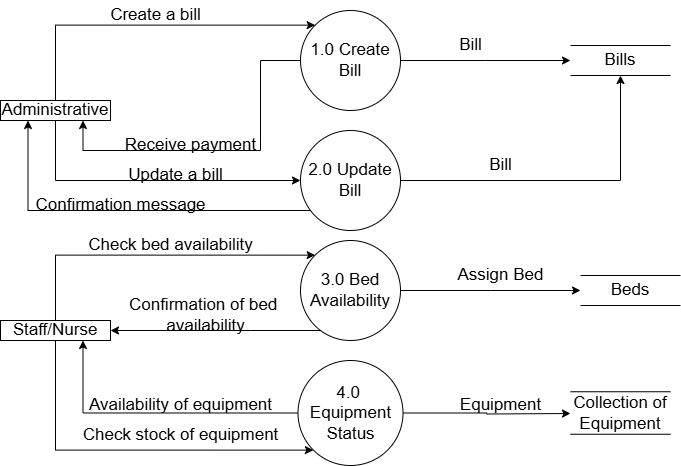 Create a bill
1.0 Create
Bill
Bill
Bills
Administrative
Receive payment
2.0 Update
Bill
Bill
Update a bill
Confirmation message
Check bed availability
3.0 Bed
Availability
Assign Bed
Beds
Confirmation of bed
availability
Staff/Nurse
4.0
Equipment
Status
Availability of equipment
Equipment
Collection of
Equipment
Check stock of equipment